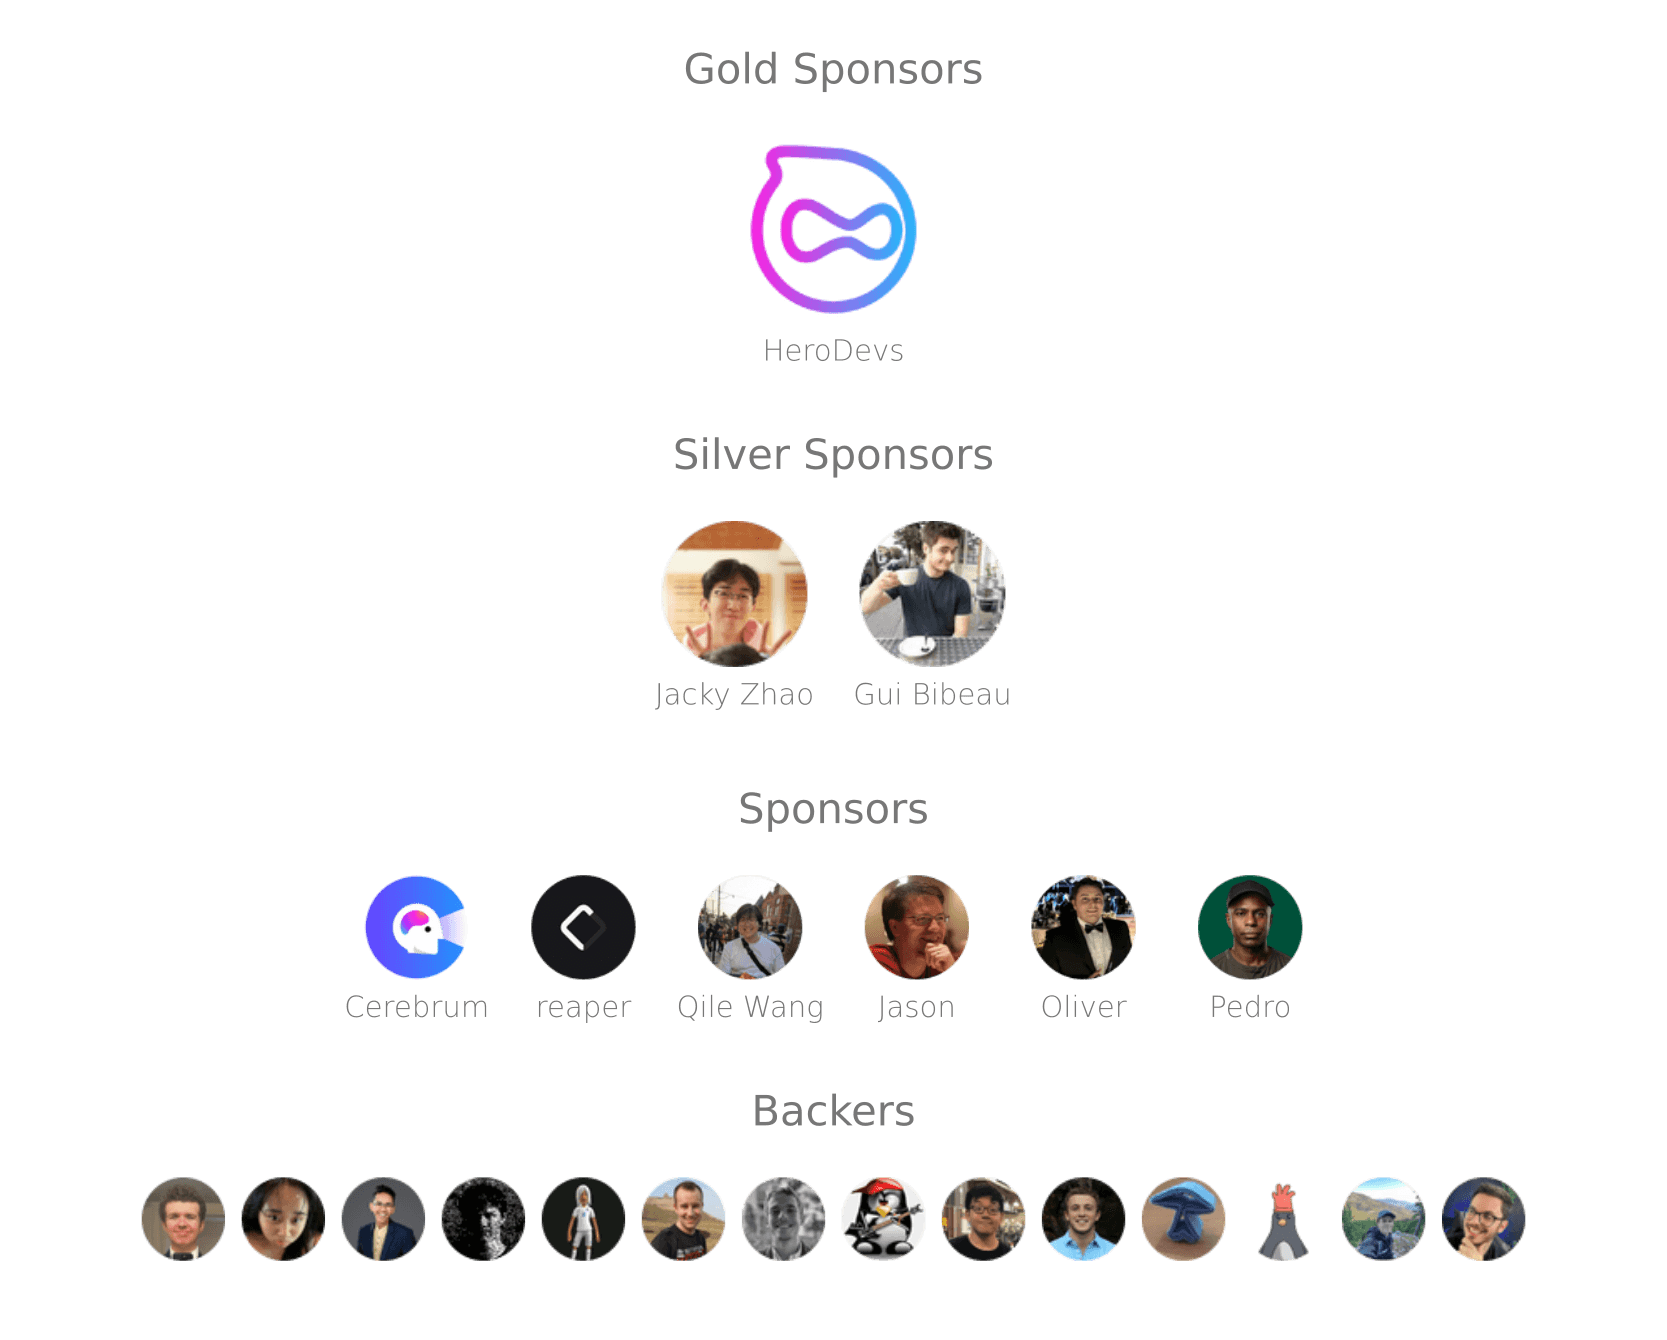 Gold Sponsors
HeroDevs
Silver Sponsors
Jacky Zhao Gui Bibeau
Sponsors
Cerebrum reaper Qile Wang Jason Oliver Pedro
Backers